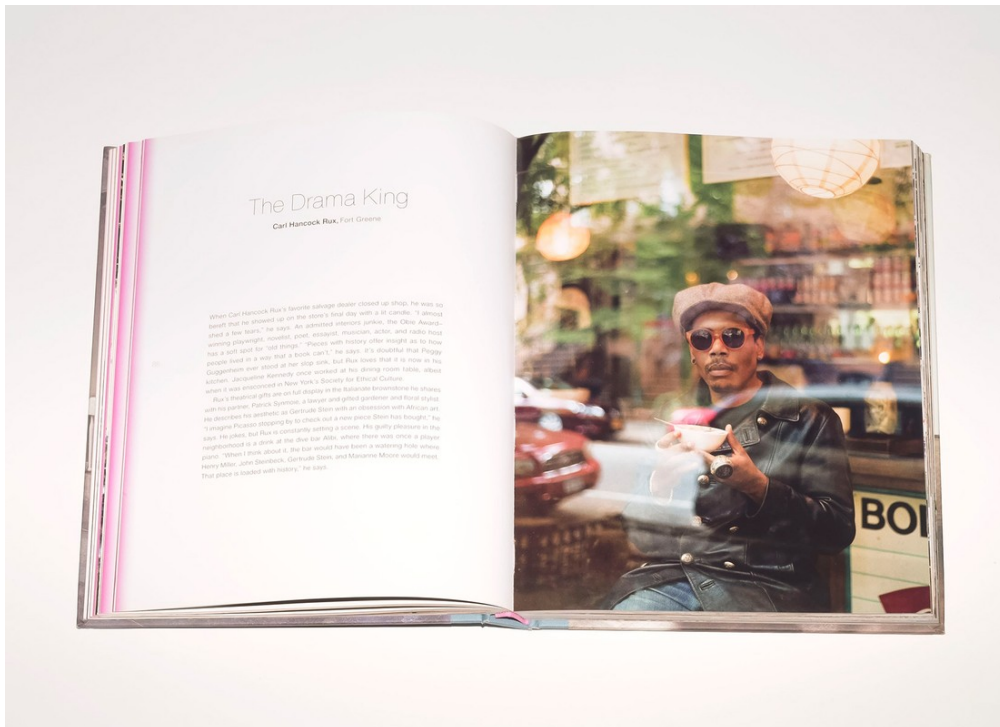 The Drama King
Carl Hancock Rux, Fort Greene
When Carl Hancock Rux's favorite salvage dealer closed up shop, he was so
bereft that he showed up on the store's final day with a lit candle. "I almost
shed a few tears," he says. An admitted interiors junkie, the Obie Award–
winning playwright, novelist, poet, essayist, musician, actor, and radio host
has a soft spot for "old things." "Pieces with history offer insight as to how
people lived in a way that a book can't," he says. It's doubtful that Peggy
Guggenheim ever stood at her stop sink, but Rux loves that it is now in his
kitchen. Jacqueline Kennedy once worked at his dining room table, albeit
when it was ensconced in New York's Society for Ethical Culture.
Rux's theatrical gifts are on full display in the Italianate brownstone he shares
with his partner, Patrick Synmoie, a lawyer and gifted gardener and floral stylist.
He describes his aesthetic as Gertrude Stein with an obsession with African art.
"I imagine Picasso stopping by to check out a new piece Stein has bought," he
says. He jokes, but Rux is constantly setting a scene. His guilty pleasure in the
neighborhood is a drink at the dive bar Alibi, where there was once a player
piano. "When I think about it, the bar would have been a watering hole where
Henry Miller, John Steinbeck, Gertrude Stein, and Marianne Moore would meet.
That place is loaded with history," he says.
BO